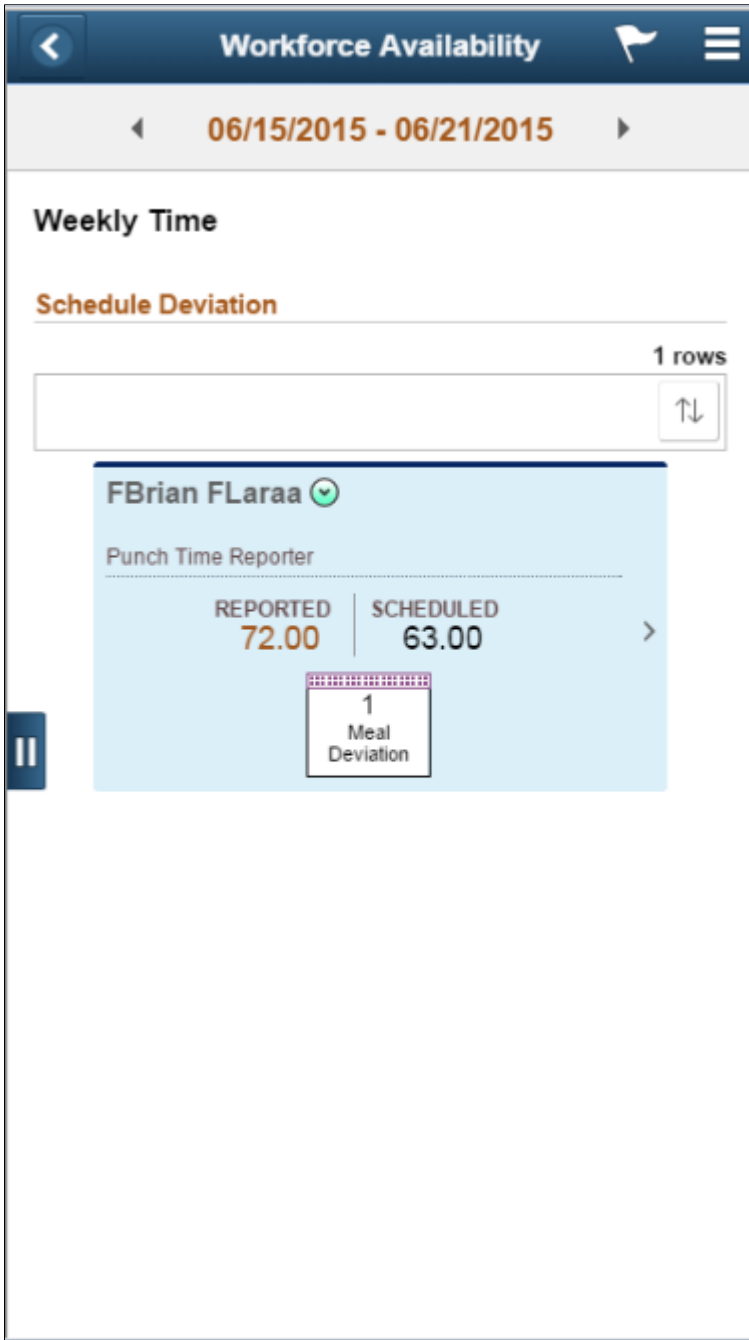 Workforce Availability
06/15/2015 - 06/21/2015
Weekly Time
Schedule Deviation
1 rows
FBrian FLaraa
Punch Time Reporter
REPORTED SCHEDULED
72.00 63.00
1
Meal
Deviation